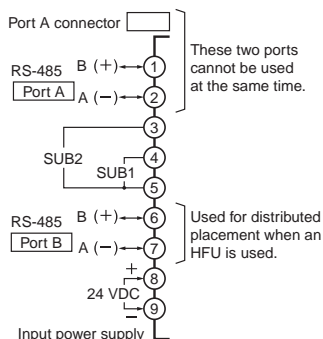 Port A connector
These two ports
cannot be used
at the same time.
RS-485
Port A
B (+)
A (−)
1
2
3
4
5
6
7
8
9
SUB2
SUB1
RS-485
Port B
B (+)
A (−)
Used for distributed
placement when an
HFU is used.
+
24 VDC
−
Input power supply